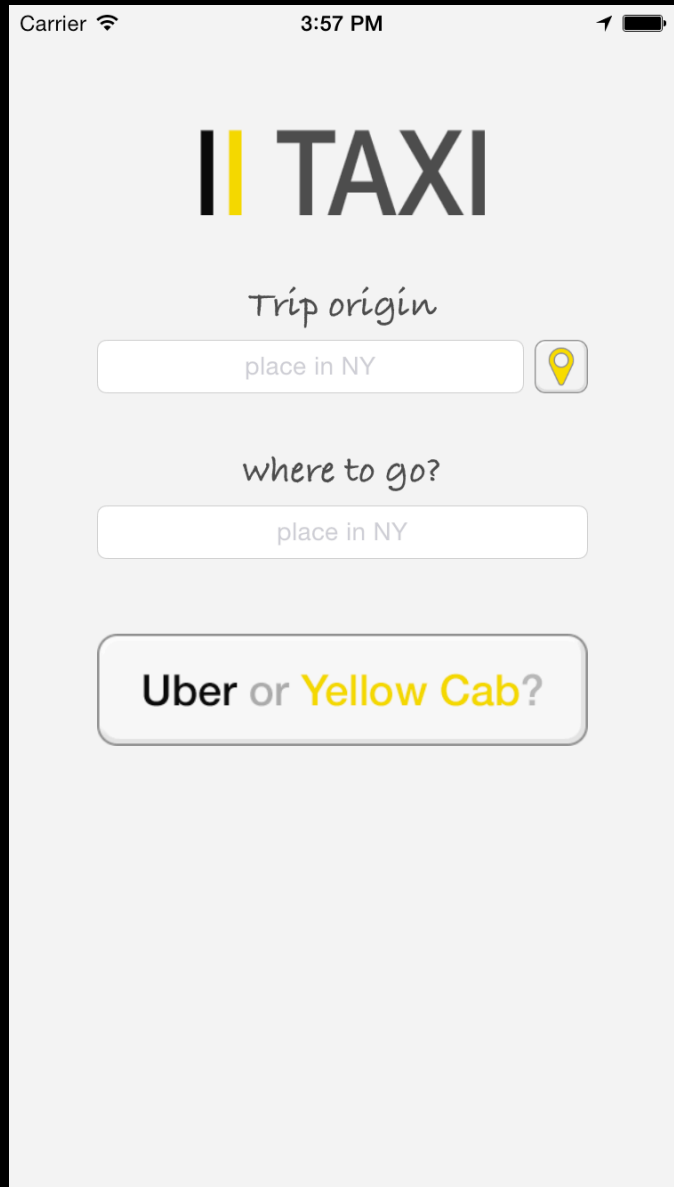 Carrier 3:57 PM
II TAXI
Trip origin
place in NY
where to go?
place in NY
Uber or Yellow Cab?